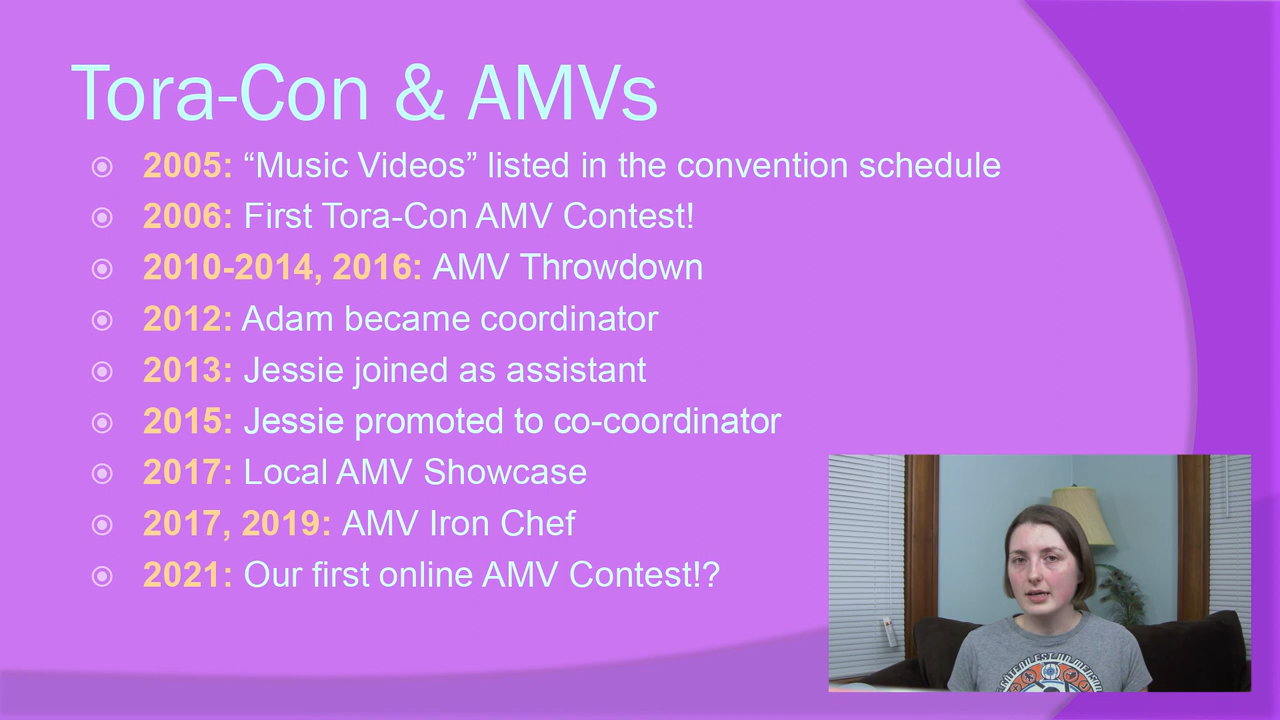 Tora-Con & AMVs
2005: “Music Videos” listed in the convention schedule
2006: First Tora-Con AMV Contest!
2010-2014, 2016: AMV Throwdown
2012: Adam became coordinator
2013: Jessie joined as assistant
2015: Jessie promoted to co-coordinator
2017: Local AMV Showcase
2017, 2019: AMV Iron Chef
2021: Our first online AMV Contest!?